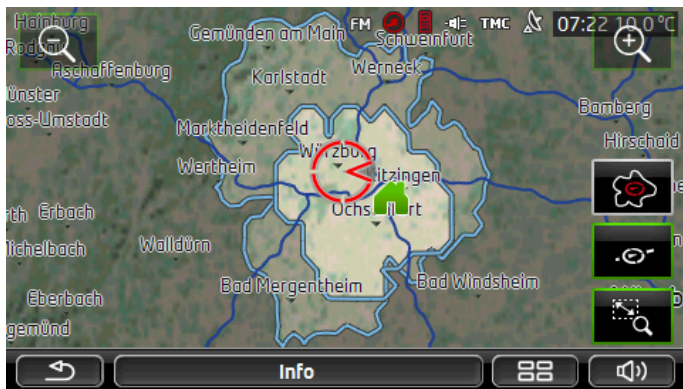 Hainburg
Gemünden am Main
FM
TMC
07:22 10.0°C
Schweinfurt
Aschaffenburg
Karlstadt
Werneck
ünster
Bamberg
oss-Umstadt
Marktheidenfeld
Hirschaid
Würzburg
Wertheim
itzingen
rth Erbach
Ochs furt
lichelbach
Walldürn
Bad Mergentheim
Bad Windsheim
Eberbach
gemünd
Info